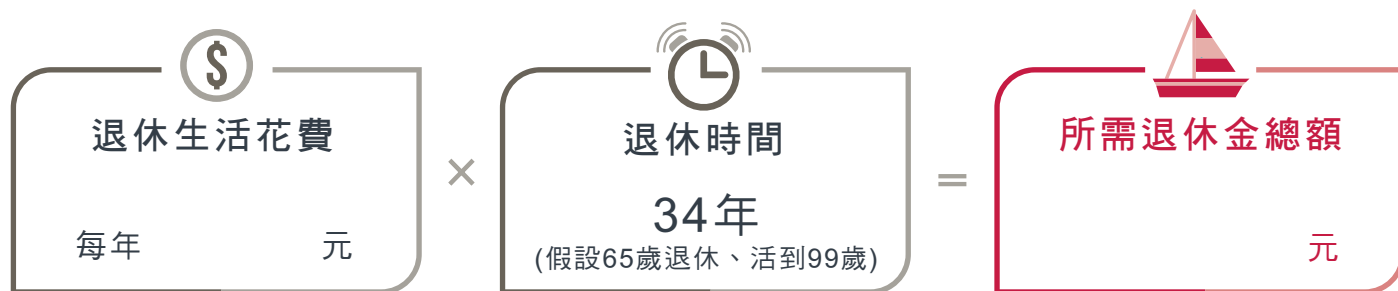 退休生活花費
每年 元
×
退休時間
34年
(假設65歲退休、活到99歲)
=
所需退休金總額
元